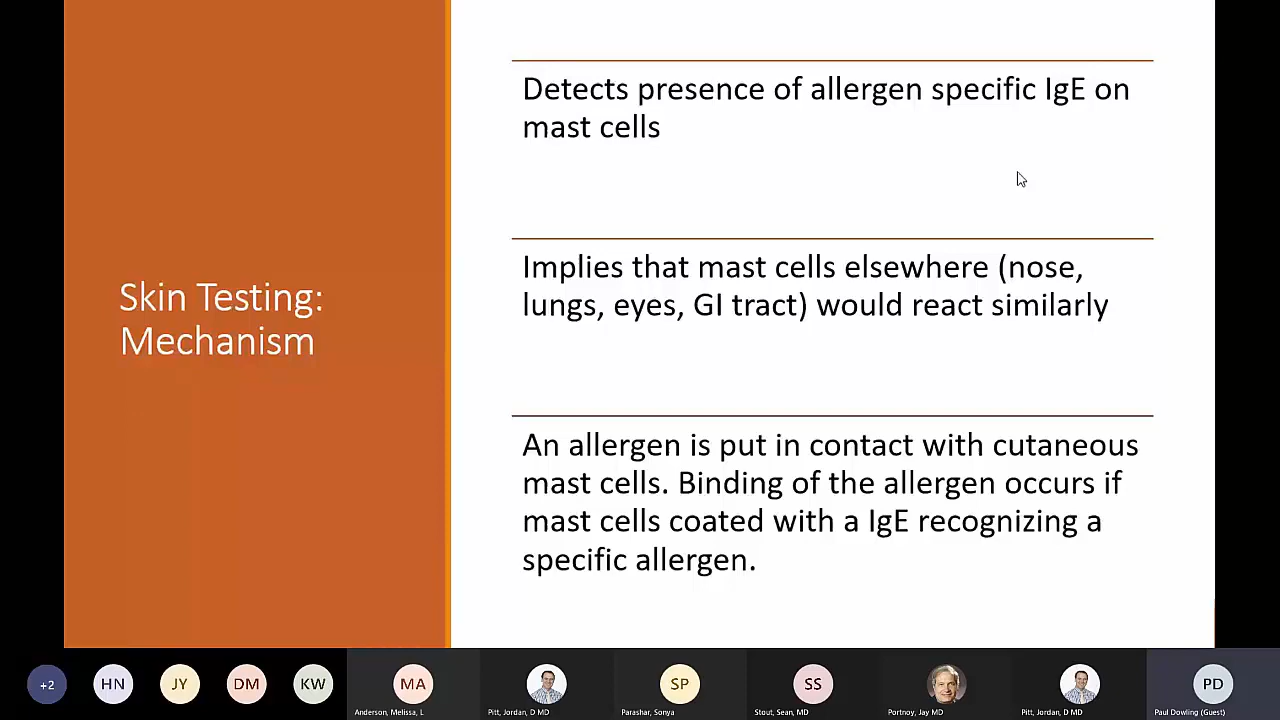 Skin Testing:
Mechanism
Detects presence of allergen specific IgE on
mast cells
Implies that mast cells elsewhere (nose,
lungs, eyes, GI tract) would react similarly
An allergen is put in contact with cutaneous
mast cells. Binding of the allergen occurs if
mast cells coated with a IgE recognizing a
specific allergen.
+2
HN
JY
DM
KW
MA
SP
SS
PD
Anderson, Melissa, L
Pitt, Jordan, D MD
Parashar, Sonya
Stout, Sean, MD
Portnoy, Jay MD
Pitt, Jordan, D MD
Paul Dowling (Guest)